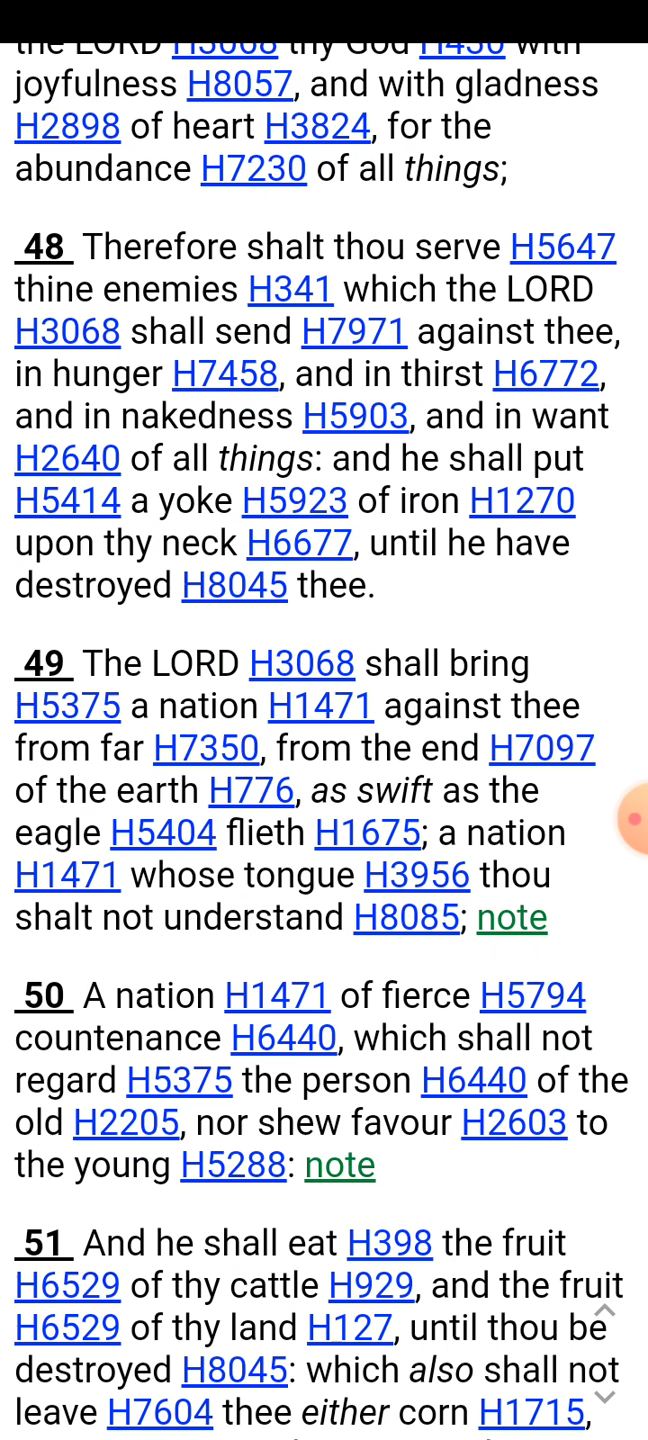 the LORD H3068 thy God H430 with
joyfulness H8057, and with gladness
H2898 of heart H3824, for the
abundance H7230 of all things;
48 Therefore shalt thou serve H5647
thine enemies H341 which the LORD
H3068 shall send H7971 against thee,
in hunger H7458, and in thirst H6772,
and in nakedness H5903, and in want
H2640 of all things: and he shall put
H5414 a yoke H5923 of iron H1270
upon thy neck H6677, until he have
destroyed H8045 thee.
49 The LORD H3068 shall bring
H5375 a nation H1471 against thee
from far H7350, from the end H7097
of the earth H776, as swift as the
eagle H5404 flieth H1675; a nation
H1471 whose tongue H3956 thou
shalt not understand H8085; note
50 A nation H1471 of fierce H5794
countenance H6440, which shall not
regard H5375 the person H6440 of the
old H2205, nor shew favour H2603 to
the young H5288: note
51 And he shall eat H398 the fruit
H6529 of thy cattle H929, and the fruit
H6529 of thy land H127, until thou be
destroyed H8045: which also shall not
leave H7604 thee either corn H1715,